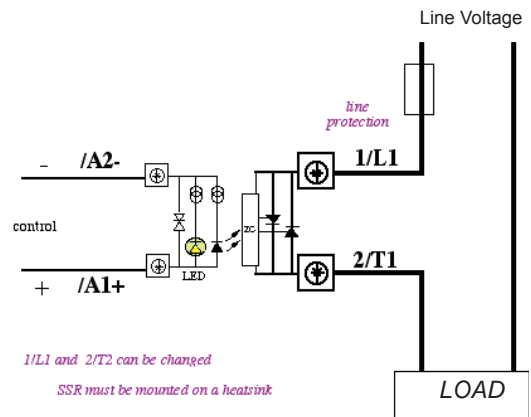 Line Voltage
line
protection
- /A2-
1/L1
control
ZC
LED
+ /A1+
2/T1
1/L1 and 2/T2 can be changed
SSR must be mounted on a heatsink
LOAD